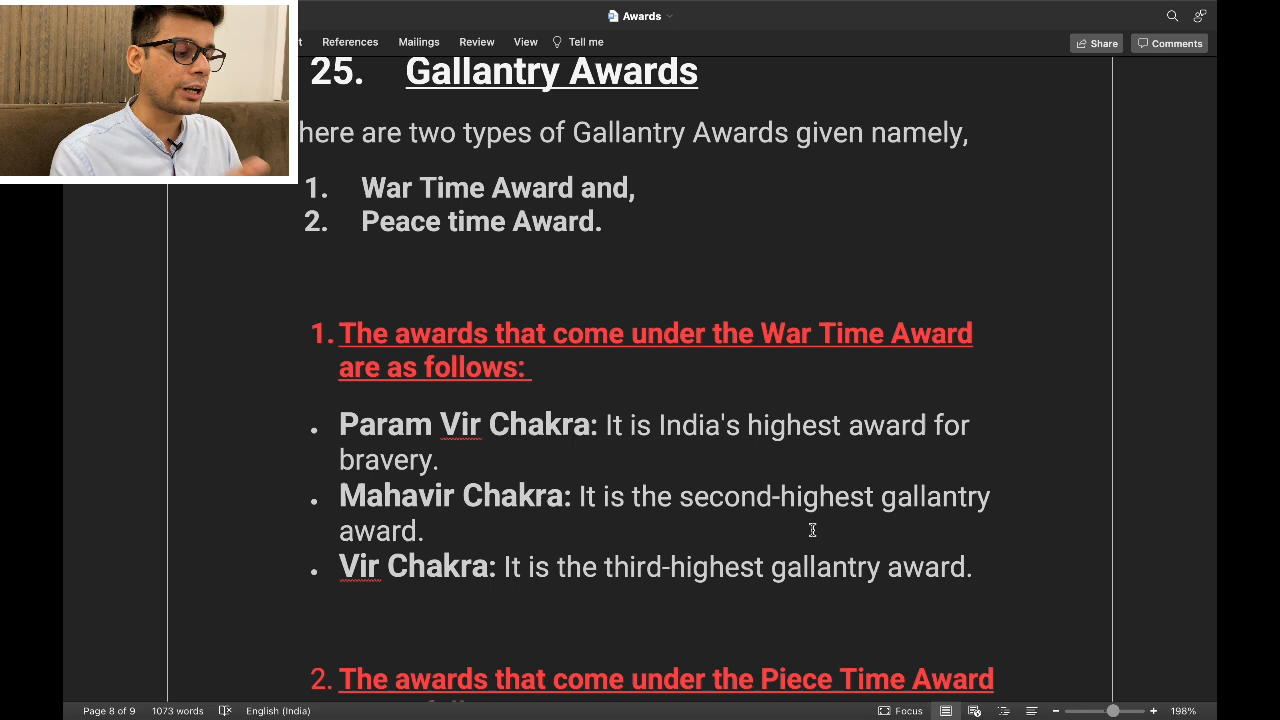 Awards
t References Mailings Review View Tell me Share Comments
25. Gallantry Awards
here are two types of Gallantry Awards given namely,
1. War Time Award and,
2. Peace time Award.
1. The awards that come under the War Time Award
are as follows:
• Param Vir Chakra: It is India's highest award for
bravery.
• Mahavir Chakra: It is the second-highest gallantry
award.
• Vir Chakra: It is the third-highest gallantry award.
2. The awards that come under the Piece Time Award
Page 8 of 9 1073 words English (India) Focus 198%